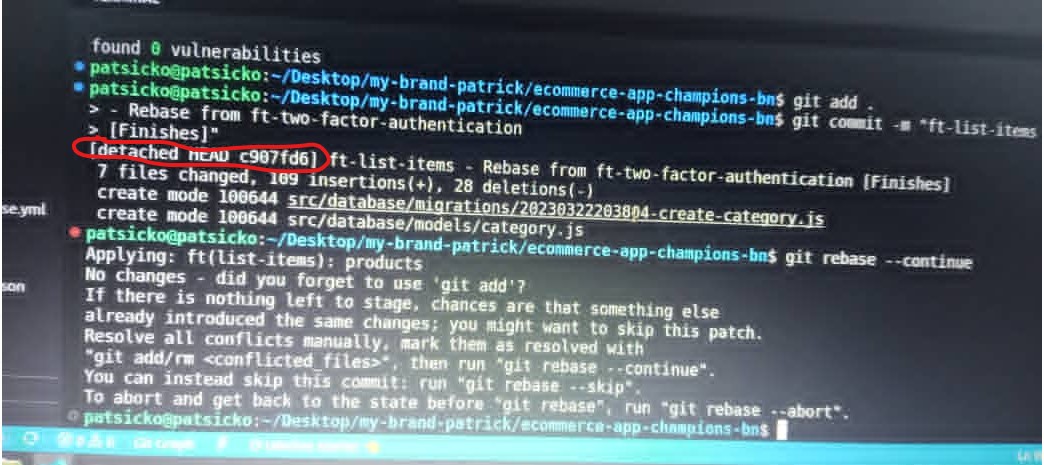 found 0 vulnerabilities
patsicko@patsicko:~/Desktop/my-brand-patrick/ecommerce-app-champions-bn$ git add .
patsicko@patsicko:~/Desktop/my-brand-patrick/ecommerce-app-champions-bn$ git commit -m "ft-list-items
> - Rebase from ft-two-factor-authentication
> [Finishes]"
[detached HEAD c907fd6] ft-list-items - Rebase from ft-two-factor-authentication [Finishes]
7 files changed, 109 insertions(+), 28 deletions(-)
create mode 100644 src/database/migrations/20230322203804-create-category.js
create mode 100644 src/database/models/category.js
se.yml
patsicko@patsicko:~/Desktop/my-brand-patrick/ecommerce-app-champions-bn$ git rebase --continue
Applying: ft(list-items): products
No changes - did you forget to use 'git add'?
son
If there is nothing left to stage, chances are that something else
already introduced the same changes; you might want to skip this patch.
Resolve all conflicts manually, mark them as resolved with
"git add/rm <conflicted_files>", then run "git rebase --continue".
You can instead skip this commit: run "git rebase --skip".
To abort and get back to the state before "git rebase", run "git rebase --abort".
patsicko@patsicko:~/Desktop/my-brand-patrick/ecommerce-app-champions-bn$